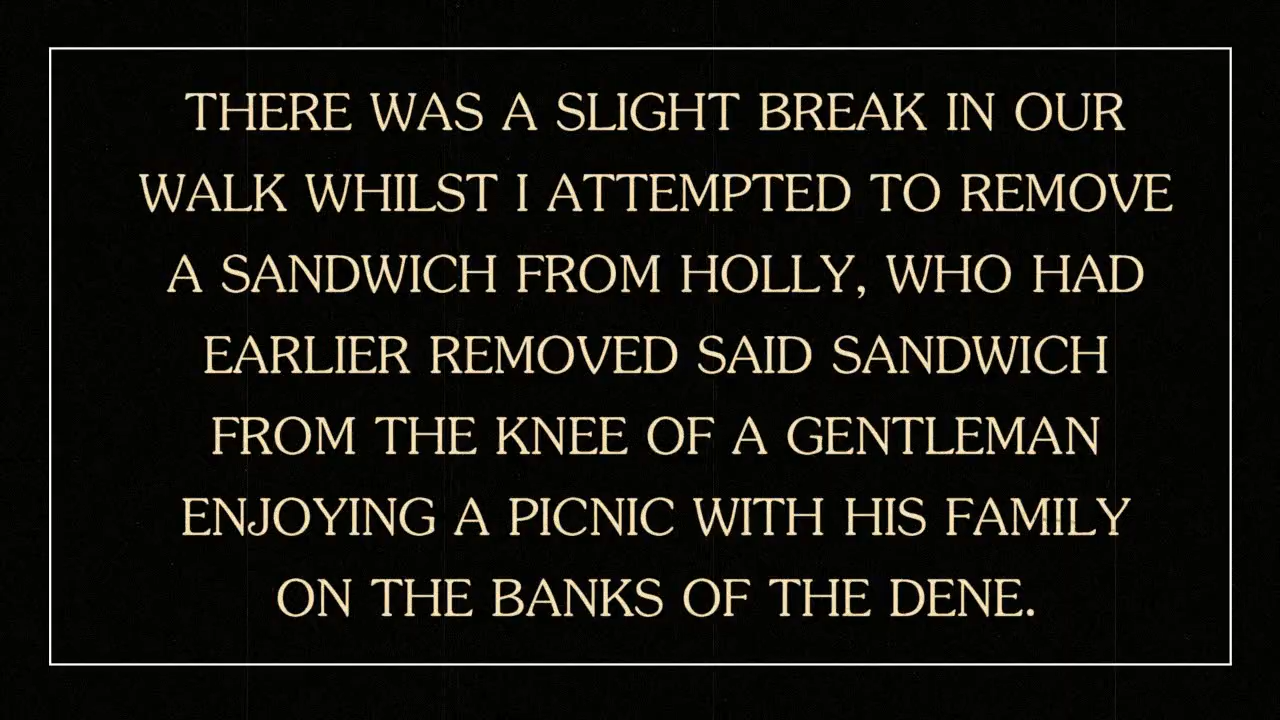 THERE WAS A SLIGHT BREAK IN OUR
WALK WHILST I ATTEMPTED TO REMOVE
A SANDWICH FROM HOLLY, WHO HAD
EARLIER REMOVED SAID SANDWICH
FROM THE KNEE OF A GENTLEMAN
ENJOYING A PICNIC WITH HIS FAMILY
ON THE BANKS OF THE DENE.